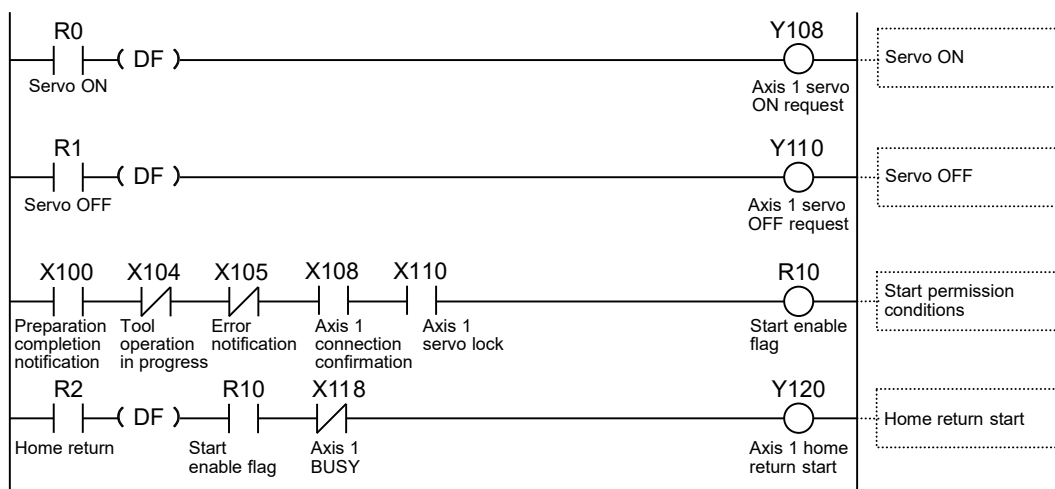 R0
Y108
( DF )
Servo ON
Servo ON
Axis 1 servo
ON request
R1
Y110
( DF )
Servo OFF
Servo OFF
Axis 1 servo
OFF request
X100
X104
X105
X108
X110
R10
Preparation
completion
notification
Tool
operation
in progress
Error
notification
Axis 1
connection
confirmation
Axis 1
servo lock
Start enable
flag
Start permission
conditions
R2
( DF )
R10
X118
Y120
Home return
Start
enable flag
Axis 1
BUSY
Axis 1 home
return start
Home return start